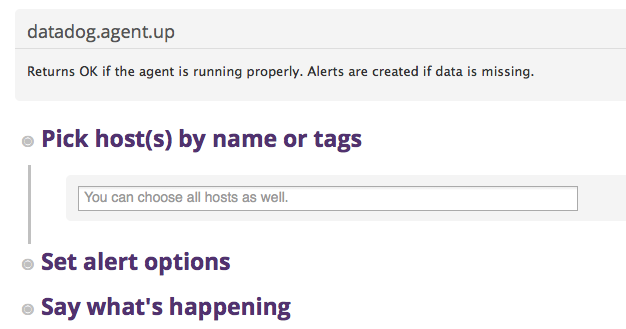 datadog.agent.up
Returns OK if the agent is running properly. Alerts are created if data is missing.
Pick host(s) by name or tags
You can choose all hosts as well.
Set alert options
Say what's happening